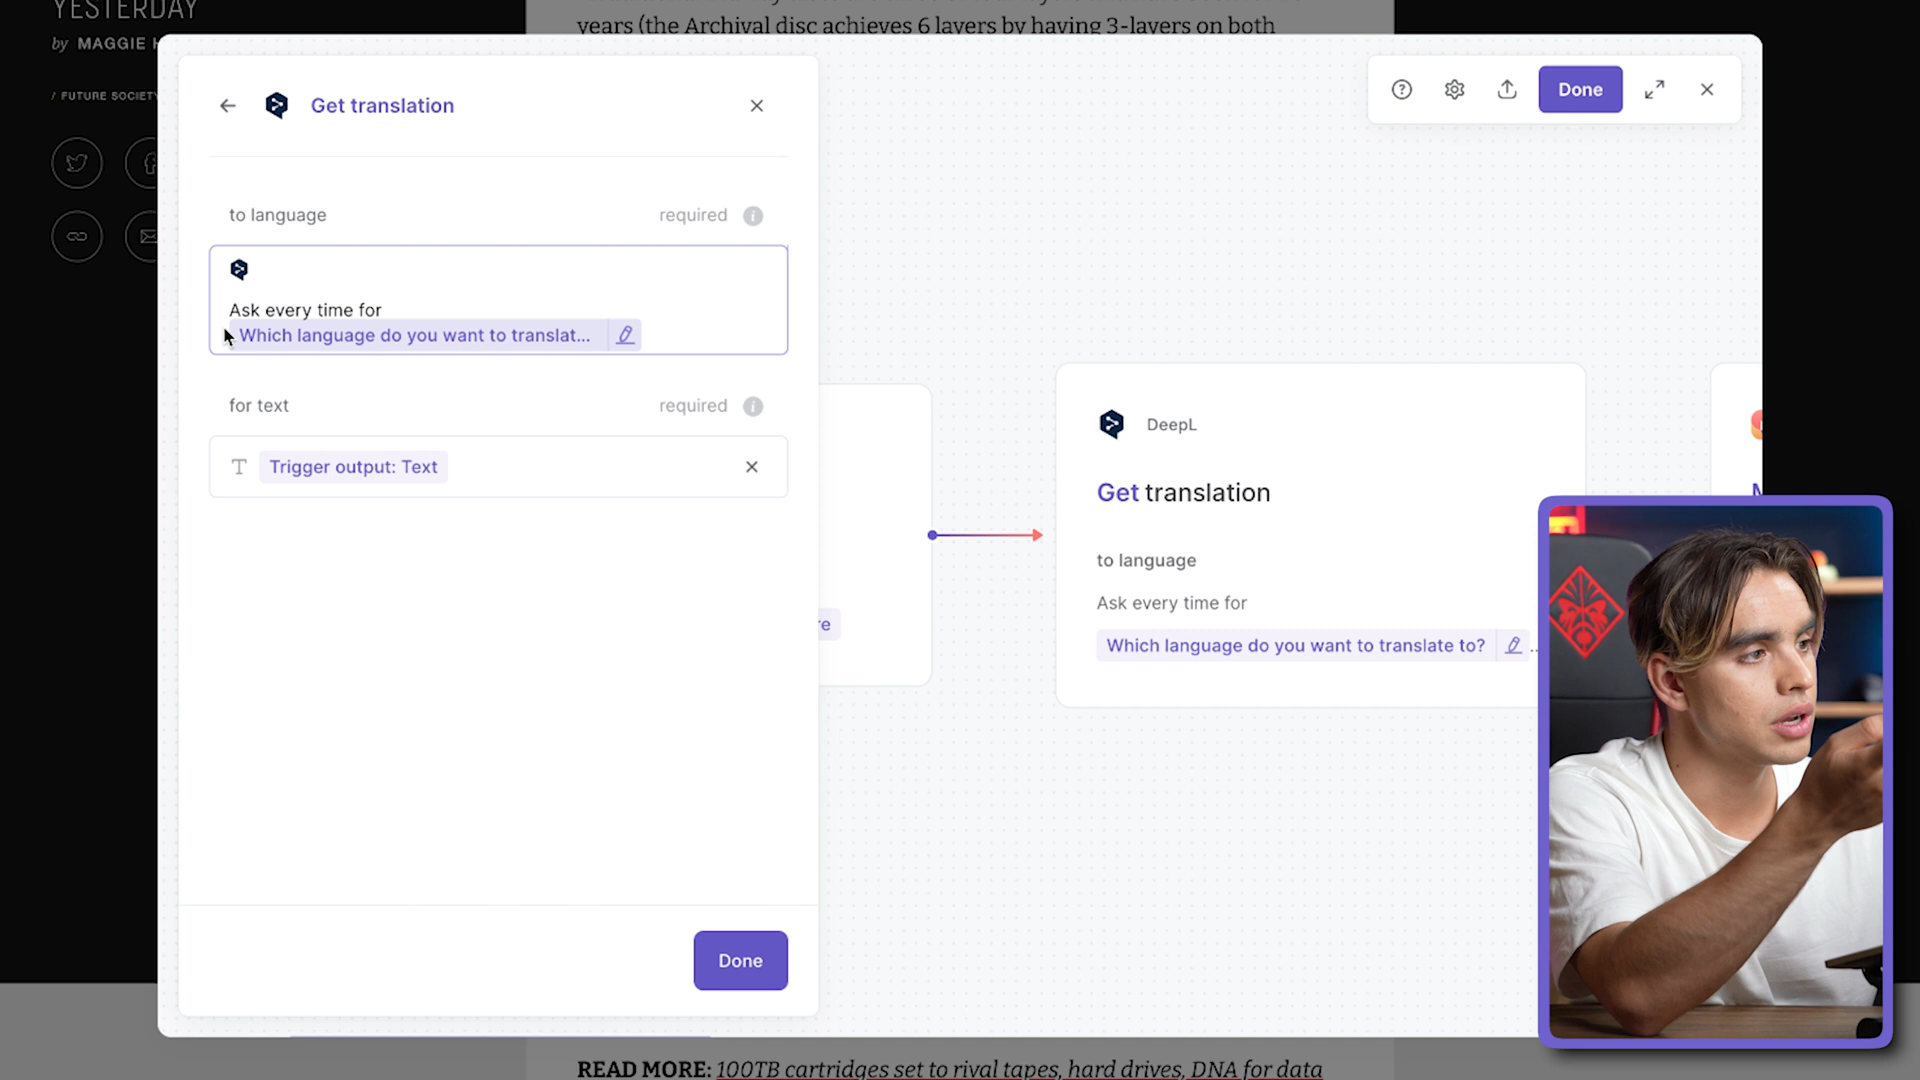 YESTERDAY
by MAGGIE H
/ FUTURE SOCIETY
years (the Archival disc achieves 6 layers by having 3-layers on both
Get translation
Done
to language required
Ask every time for
Which language do you want to translat...
for text required
Trigger output: Text
Done
re
DeepL
Get translation
to language
Ask every time for
Which language do you want to translate to?
READ MORE: 100TB cartridges set to rival tapes, hard drives, DNA for data